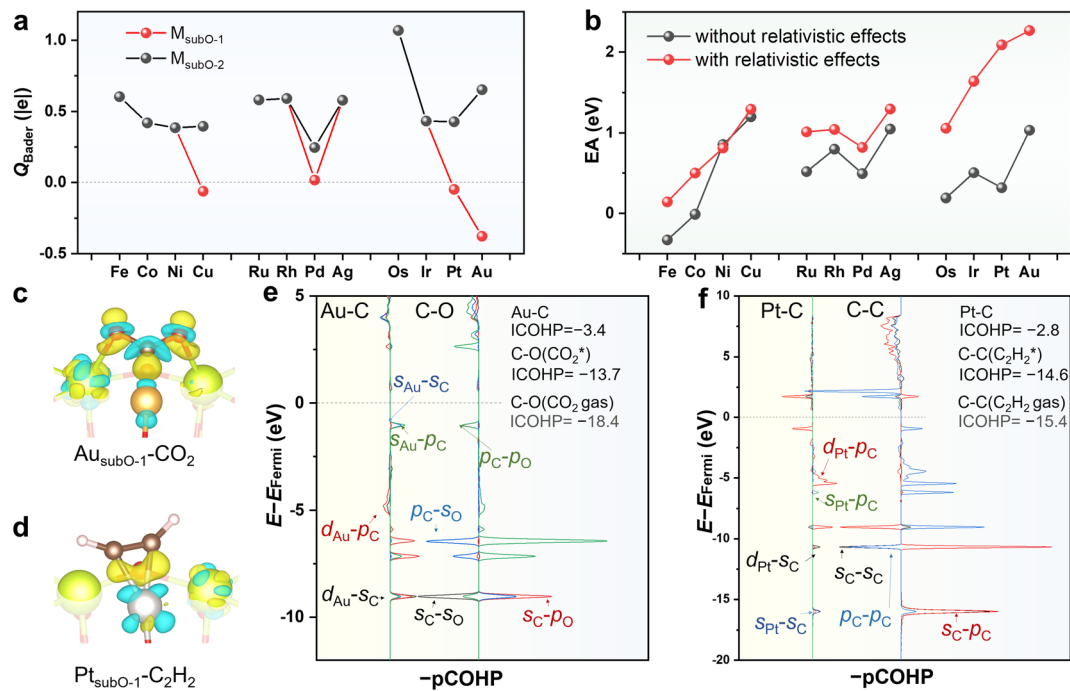 a
Q_Bader (|e|)
1.0
0.5
0.0
-0.5
M_subO-1
M_subO-2
Fe Co Ni Cu Ru Rh Pd Ag Os Ir Pt Au
b
EA (eV)
2
1
0
without relativistic effects
with relativistic effects
Fe Co Ni Cu Ru Rh Pd Ag Os Ir Pt Au
c
Au_subO-1-CO₂
d
Pt_subO-1-C₂H₂
e
E−E_Fermi (eV)
5
0
-5
-10
Au-C C-O
Au-C
ICOHP=−3.4
C-O(CO₂*)
ICOHP= −13.7
C-O(CO₂ gas)
ICOHP= −18.4
s_Au-s_C
s_Au-p_C
p_C-p_O
p_C-s_O
d_Au-p_C
d_Au-s_C
s_C-s_O
s_C-p_O
−pCOHP
f
E−E_Fermi (eV)
10
5
0
-5
-10
-15
-20
Pt-C C-C
Pt-C
ICOHP= −2.8
C-C(C₂H₂*)
ICOHP= −14.6
C-C(C₂H₂ gas)
ICOHP= −15.4
d_Pt-p_C
s_Pt-p_C
d_Pt-s_C
s_C-s_C
s_Pt-s_C
p_C-p_C
s_C-p_C
−pCOHP